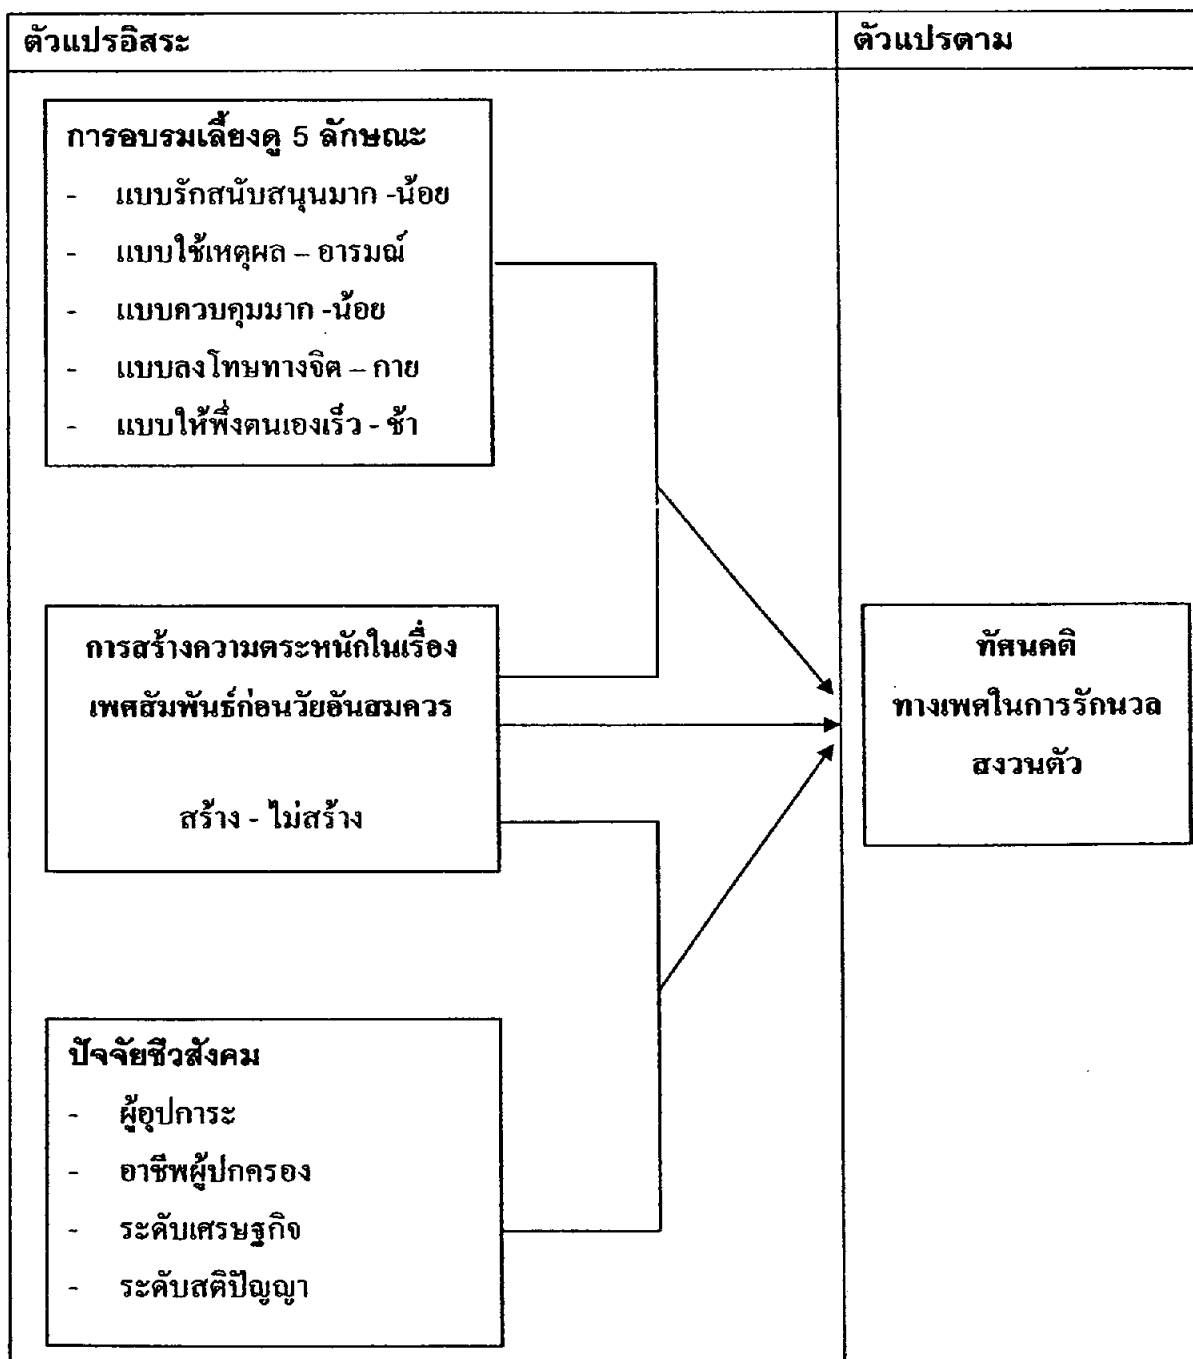 ตัวแปรอิสระ
ตัวแปรตาม
การอบรมเลี้ยงดู 5 ลักษณะ
- แบบรักสนับสนุนมาก -น้อย
- แบบใช้เหตุผล – อารมณ์
- แบบควบคุมมาก -น้อย
- แบบลงโทษทางจิต – กาย
- แบบให้พึ่งตนเองเร็ว - ช้า
การสร้างความตระหนักในเรื่อง
เพศสัมพันธ์ก่อนวัยอันสมควร
สร้าง - ไม่สร้าง
ทัศนคติ
ทางเพศในการรักนวล
สงวนตัว
ปัจจัยชีวสังคม
- ผู้อุปการะ
- อาชีพผู้ปกครอง
- ระดับเศรษฐกิจ
- ระดับสติปัญญา